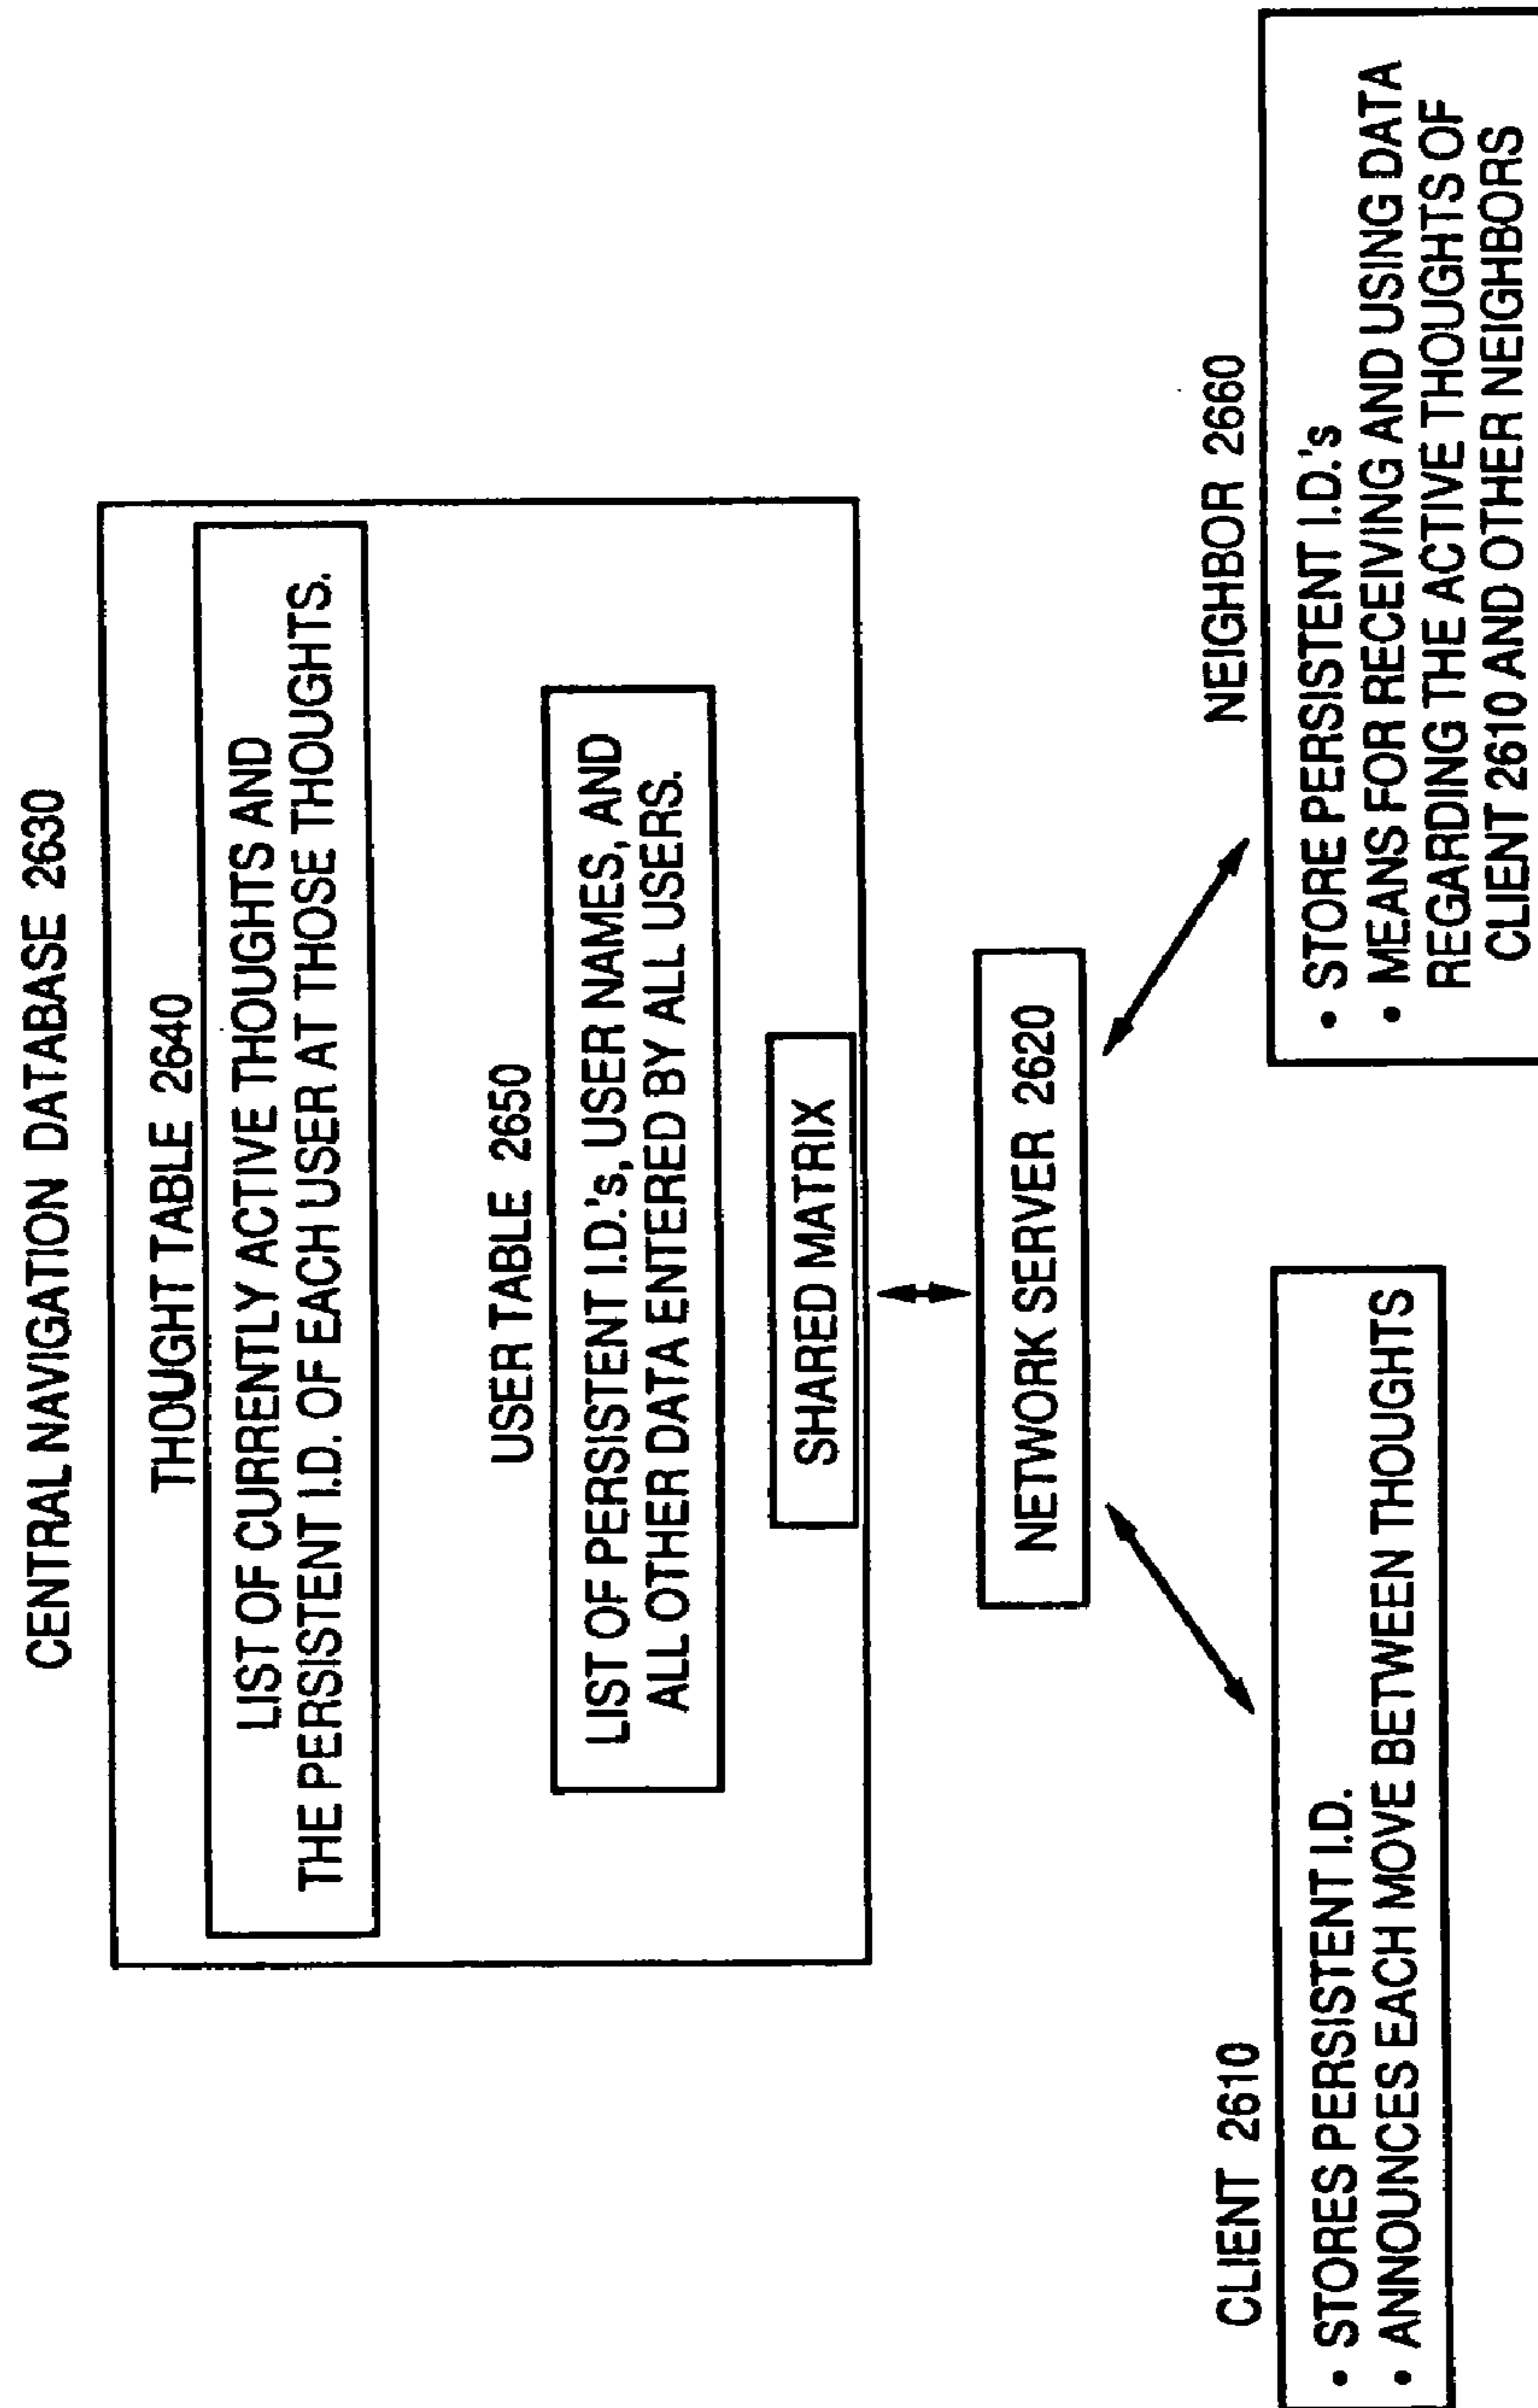 CENTRAL NAVIGATION DATABASE 2630
THOUGHT TABLE 2640
LIST OF CURRENTLY ACTIVE THOUGHTS AND
THE PERSISTENT I.D. OF EACH USER AT THOSE THOUGHTS.
USER TABLE 2650
LIST OF PERSISTENT I.D.'s, USER NAMES, AND
ALL OTHER DATA ENTERED BY ALL USERS.
SHARED MATRIX
NETWORK SERVER 2620
CLIENT 2610
• STORES PERSISTENT I.D.
• ANNOUNCES EACH MOVE BETWEEN THOUGHTS
NEIGHBOR 2660
• STORE PERSISTENT I.D.'s
• MEANS FOR RECEIVING AND USING DATA
REGARDING THE ACTIVE THOUGHTS OF
CLIENT 2610 AND OTHER NEIGHBORS